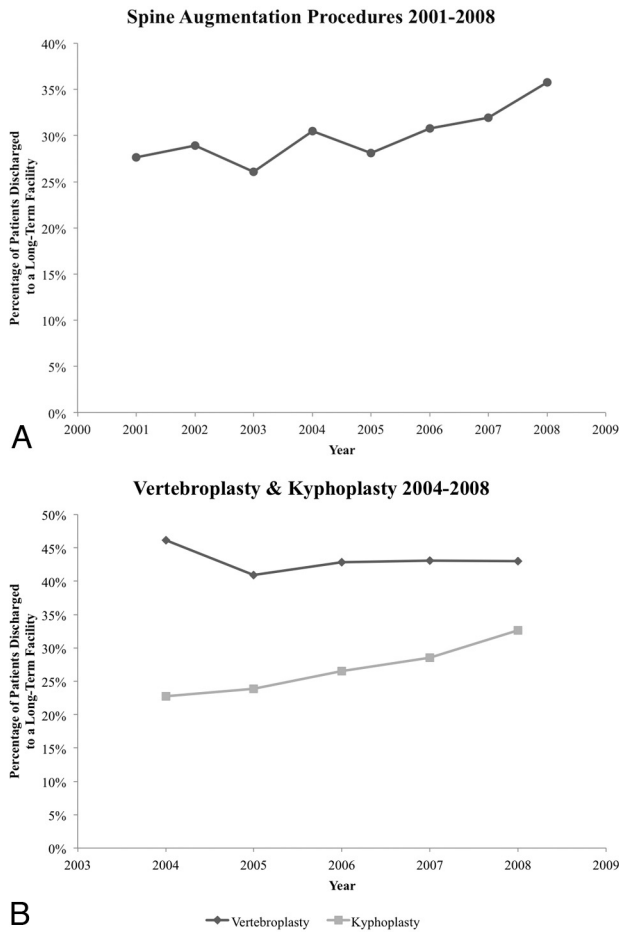 Spine Augmentation Procedures 2001-2008
40%
35%
30%
25%
20%
15%
10%
5%
0%
Percentage of Patients Discharged
to a Long-Term Facility
2000 2001 2002 2003 2004 2005 2006 2007 2008 2009
Year
A
Vertebroplasty & Kyphoplasty 2004-2008
50%
45%
40%
35%
30%
25%
20%
15%
10%
5%
0%
Percentage of Patients Discharged
to a Long-Term Facility
2003 2004 2005 2006 2007 2008 2009
Year
B
Vertebroplasty Kyphoplasty